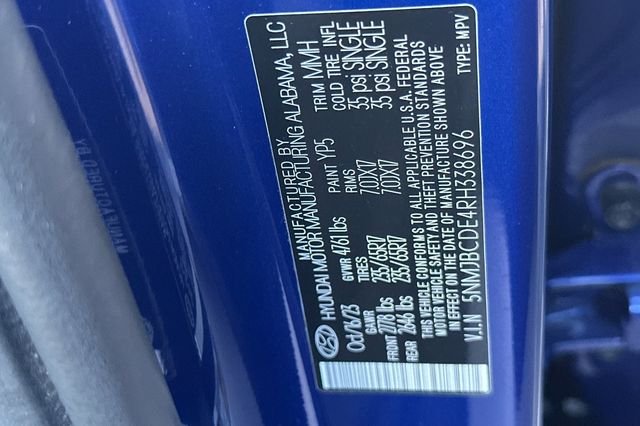 MANUFACTURED BY
HYUNDAI MOTOR MANUFACTURING ALABAMA, LLC
Oct/16/23 GVWR 4761 lbs PAINT YP5 TRIM MMH
GAWR TIRES RIMS COLD TIRE INFL
FRONT 2778 lbs 235/65R17 7.0JX17 35 psi SINGLE
REAR 2646 lbs 235/65R17 7.0JX17 35 psi SINGLE
THIS VEHICLE CONFORMS TO ALL APPLICABLE U.S.A. FEDERAL
MOTOR VEHICLE SAFETY AND THEFT PREVENTION STANDARDS
IN EFFECT ON THE DATE OF MANUFACTURE SHOWN ABOVE
V.I.N 5NMJBCDE4RH338696 TYPE: MPV
MANUFACTURED BY